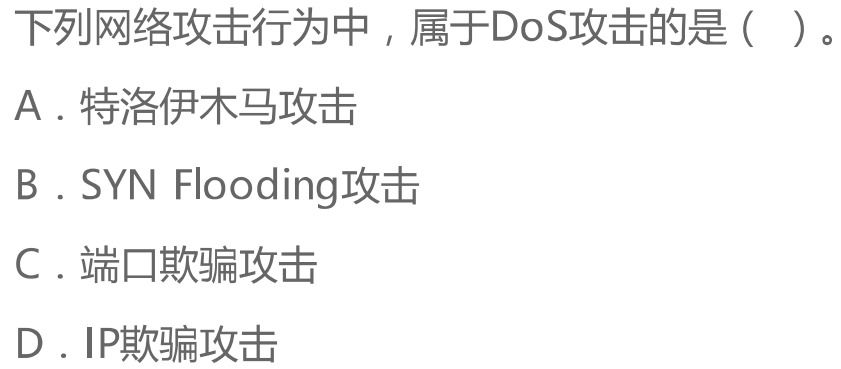 下列网络攻击行为中，属于DoS攻击的是（ ）。
A．特洛伊木马攻击
B．SYN Flooding攻击
C．端口欺骗攻击
D．IP欺骗攻击